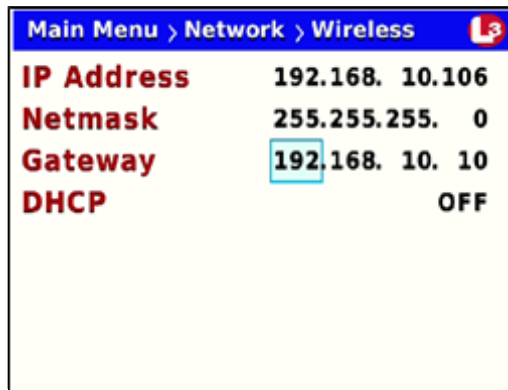 Main Menu > Network > Wireless L3
IP Address 192.168. 10.106
Netmask 255.255.255. 0
Gateway 192.168. 10. 10
DHCP OFF